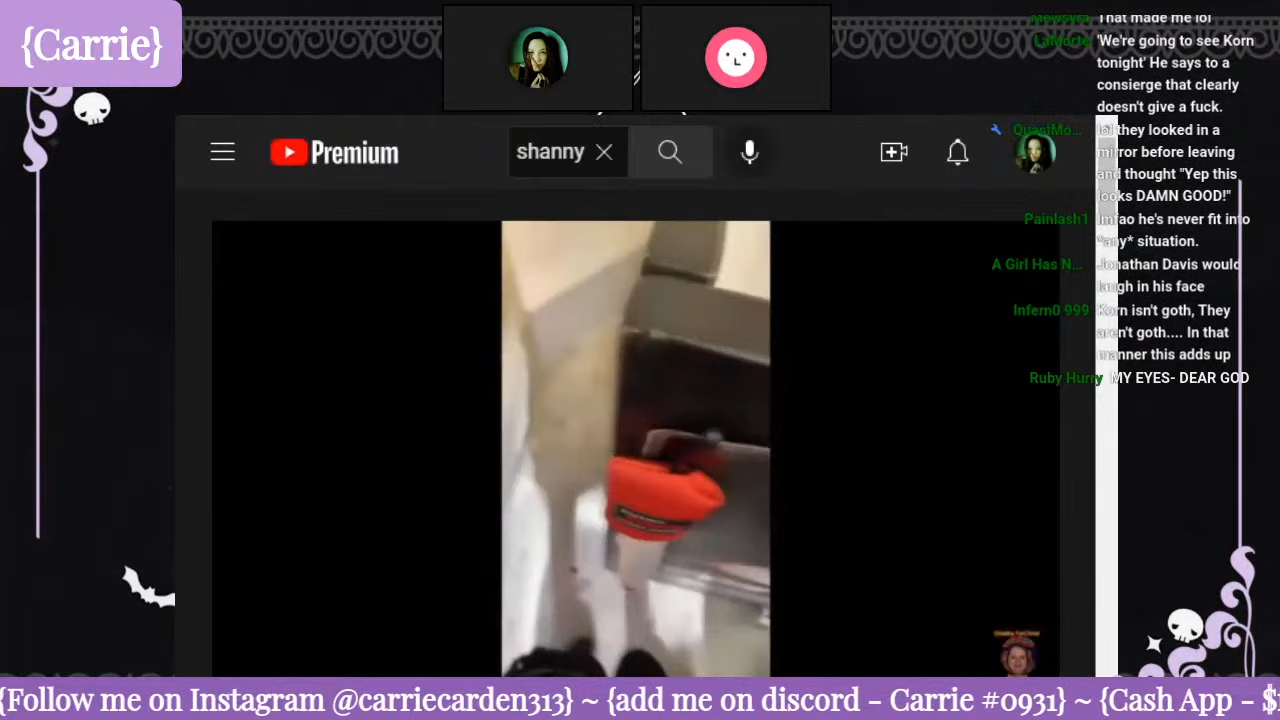 {Carrie}
Premium
shanny
Mewsyra That made me lol
LaMorte 'We're going to see Korn
tonight' He says to a
consierge that clearly
doesn't give a fuck.
QuasiMo... lol they looked in a
mirror before leaving
and thought "Yep this
looks DAMN GOOD!"
Painlash1 lmfao he's never fit into
*any* situation.
A Girl Has N... Jonathan Davis would
laugh in his face
Infern0 999 Korn isn't goth, They
aren't goth.... In that
manner this adds up
Ruby Hurry MY EYES- DEAR GOD
{Follow me on Instagram @carriecarden313} ~ {add me on discord - Carrie #0931} ~ {Cash App - $